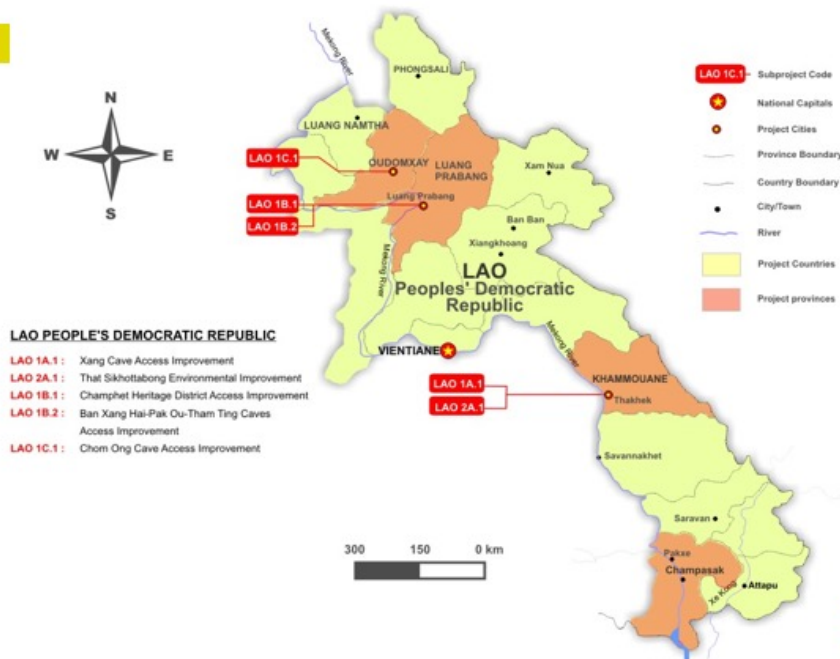 Mekong River
PHONGSALI
LUANG NAMTHA
OUDOMXAY
LUANG
PRABANG
Luang Prabang
Xam Nua
Ban Ban
Xiangkhoang
LAO
Peoples' Democratic
Republic
Mekong River
VIENTIANE
Mekong River
KHAMMOUANE
Thakhek
Savannakhet
Saravan
Pakxe
Champasak
Xe Kong
Attapu
N
W
E
S
LAO 1C.1
LAO 1B.1
LAO 1B.2
LAO 1A.1
LAO 2A.1
LAO 1C.1 Subproject Code
National Capitals
Project Cities
Province Boundary
Country Boundary
City/Town
River
Project Countries
Project provinces
LAO PEOPLE'S DEMOCRATIC REPUBLIC
LAO 1A.1 : Xang Cave Access Improvement
LAO 2A.1 : That Sikhottabong Environmental Improvement
LAO 1B.1 : Champhet Heritage District Access Improvement
LAO 1B.2 : Ban Xang Hai-Pak Ou-Tham Ting Caves
Access Improvement
LAO 1C.1 : Chom Ong Cave Access Improvement
300 150 0 km